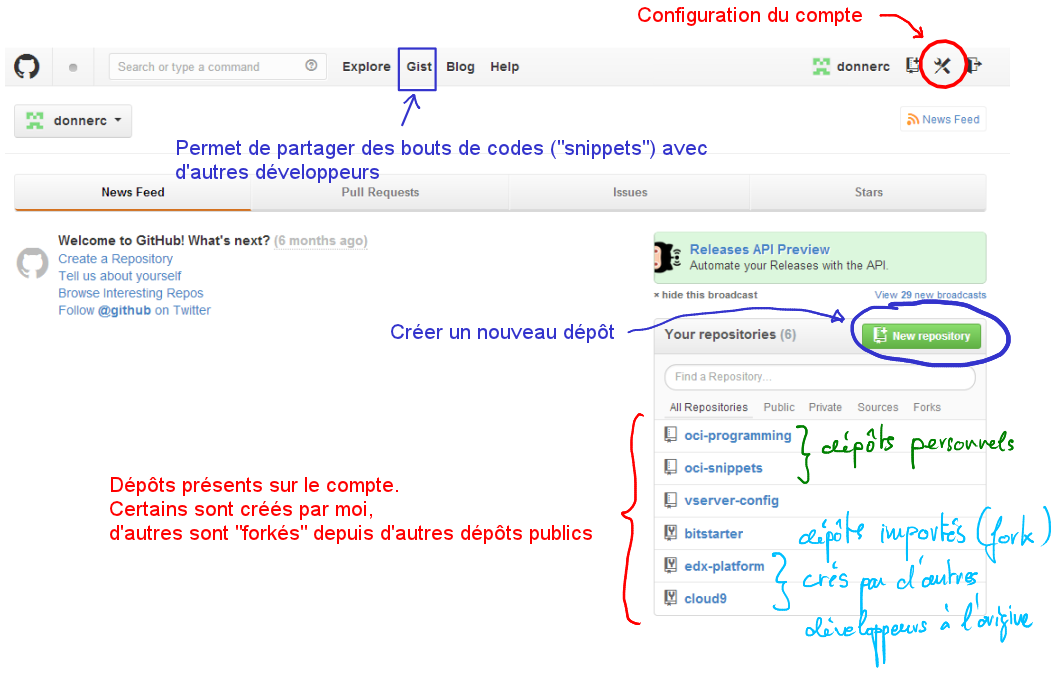 Configuration du compte
Search or type a command
Explore Gist Blog Help
donnerc
donnerc
News Feed
Permet de partager des bouts de codes ("snippets") avec
d'autres développeurs
News Feed Pull Requests Issues Stars
Welcome to GitHub! What's next? (6 months ago)
Create a Repository
Tell us about yourself
Browse Interesting Repos
Follow @github on Twitter
Releases API Preview
Automate your Releases with the API.
× hide this broadcast View 29 new broadcasts
Créer un nouveau dépôt
Your repositories (6) New repository
Find a Repository...
All Repositories Public Private Sources Forks
oci-programming
oci-snippets
vserver-config
bitstarter
edx-platform
cloud9
dépôts personnels
Dépôts présents sur le compte.
Certains sont créés par moi,
d'autres sont "forkés" depuis d'autres dépôts publics
dépôts importés (fork)
crés par d'autres
développeurs à l'origine